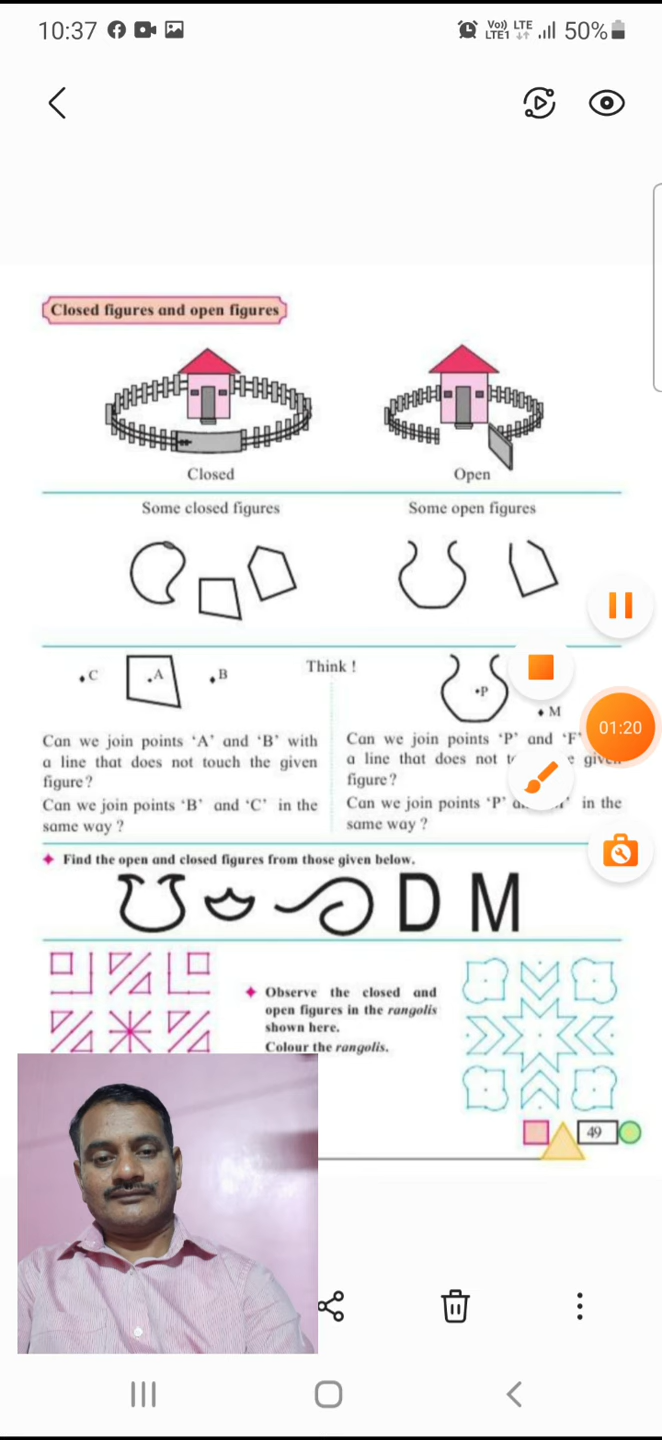 10:37
Vo)) LTE
LTE1
50%
Closed figures and open figures
Closed
Open
Some closed figures
Some open figures
C
A
B
Think !
P
M
Can we join points 'A' and 'B' with
a line that does not touch the given
figure?
Can we join points 'B' and 'C' in the
same way ?
Can we join points 'P' and 'F'
a line that does not
given
figure?
Can we join points 'P'
in the
same way ?
01:20
Find the open and closed figures from those given below.
D M
Observe the closed and
open figures in the rangolis
shown here.
Colour the rangolis.
49